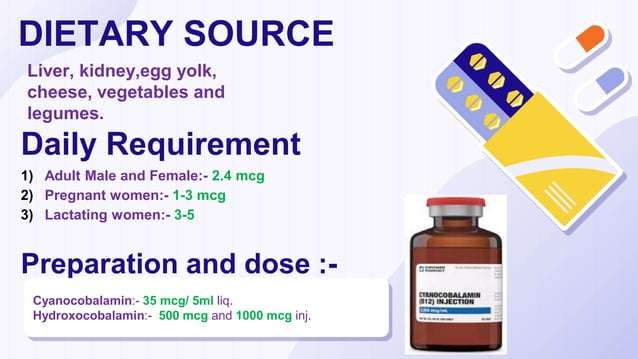 DIETARY SOURCE
Liver, kidney,egg yolk,
cheese, vegetables and
legumes.
Daily Requirement
1) Adult Male and Female:- 2.4 mcg
2) Pregnant women:- 1-3 mcg
3) Lactating women:- 3-5
Preparation and dose :-
Cyanocobalamin:- 35 mcg/ 5ml liq.
Hydroxocobalamin:-  500 mcg and 1000 mcg inj.
CYANOCOBALAMIN
(B12) INJECTION